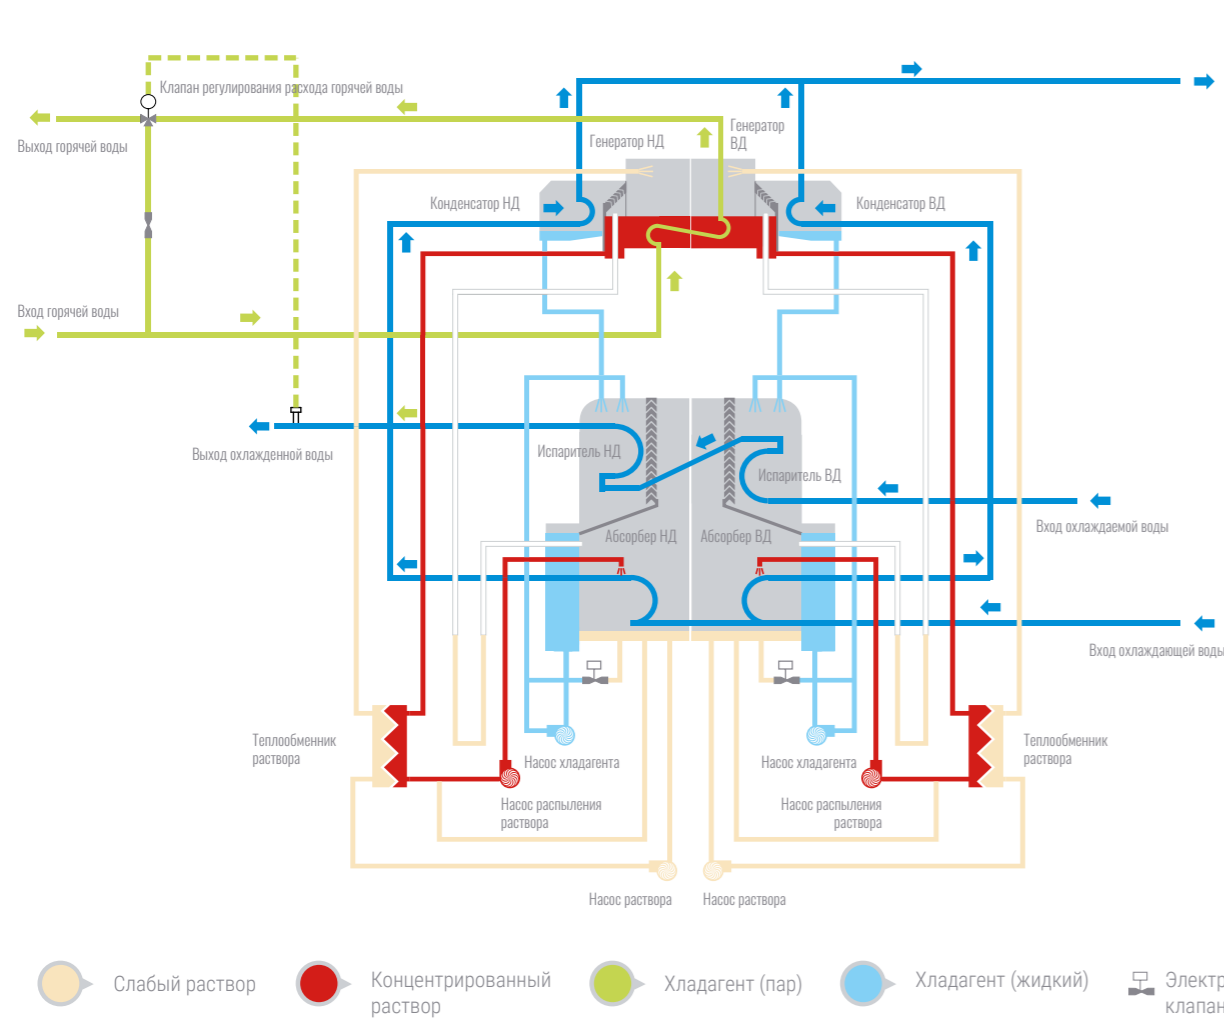 Клапан регулирования расхода горячей воды
Выход горячей воды
Генератор НД
Генератор
ВД
Конденсатор НД
Конденсатор ВД
Вход горячей воды
Выход охлажденной воды
Испаритель НД
Испаритель ВД
Вход охлаждаемой воды
Абсорбер НД
Абсорбер ВД
Вход охлаждающей воды
Теплообменник
раствора
Насос хладагента
Насос хладагента
Теплообменник
раствора
Насос распыления
раствора
Насос распыления
раствора
Насос раствора
Насос раствора
Слабый раствор
Концентрированный
раствор
Хладагент (пар)
Хладагент (жидкий)
Электр
клапан